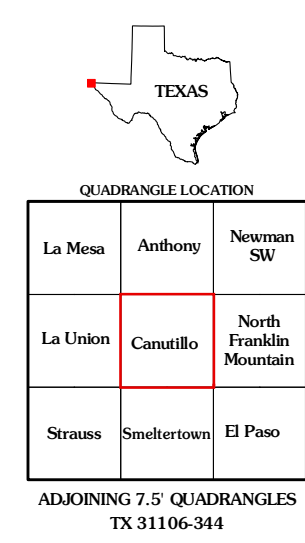 TEXAS
QUADRANGLE LOCATION
La Mesa
Anthony
Newman
SW
La Union
Canutillo
North
Franklin
Mountain
Strauss
Smeltertown
El Paso
ADJOINING 7.5' QUADRANGLES
TX 31106-344